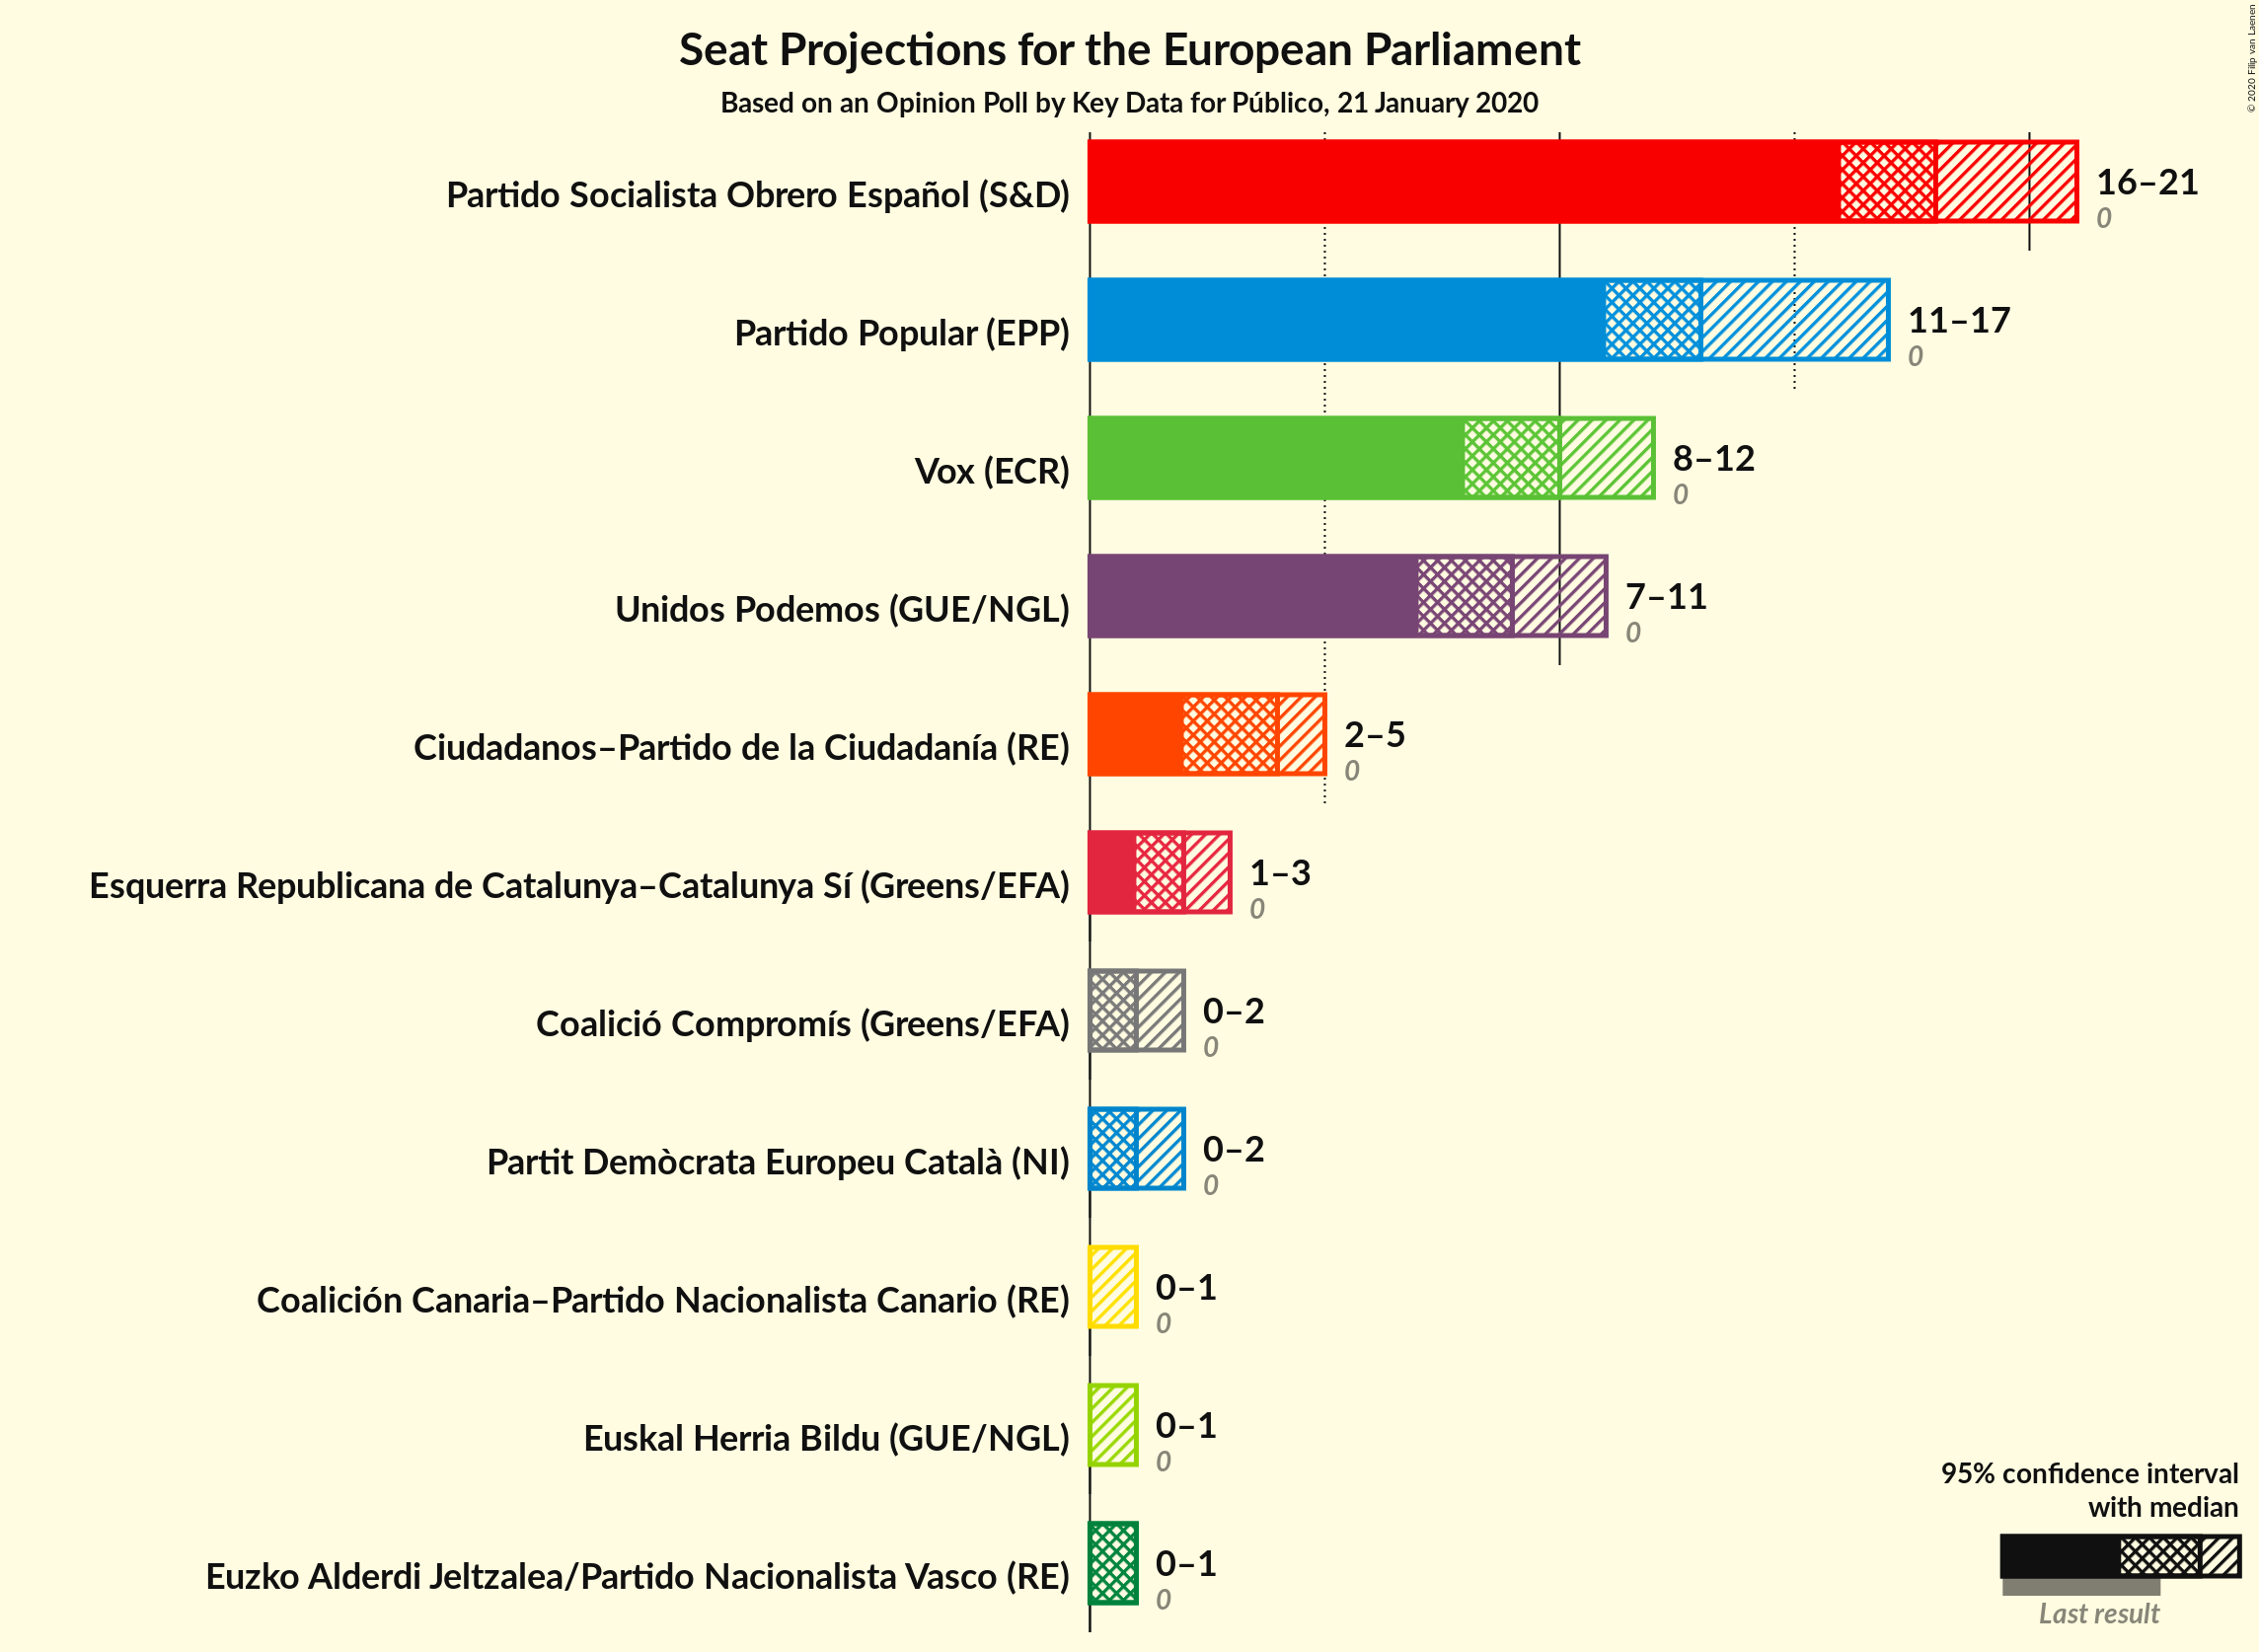 Seat Projections for the European Parliament
Based on an Opinion Poll by Key Data for Público, 21 January 2020
© 2020 Filip van Laenen
Partido Socialista Obrero Español (S&D)
16–21
0
Partido Popular (EPP)
11–17
0
Vox (ECR)
8–12
0
Unidos Podemos (GUE/NGL)
7–11
0
Ciudadanos–Partido de la Ciudadanía (RE)
2–5
0
Esquerra Republicana de Catalunya–Catalunya Sí (Greens/EFA)
1–3
0
Coalició Compromís (Greens/EFA)
0–2
0
Partit Demòcrata Europeu Català (NI)
0–2
0
Coalición Canaria–Partido Nacionalista Canario (RE)
0–1
0
Euskal Herria Bildu (GUE/NGL)
0–1
0
Euzko Alderdi Jeltzalea/Partido Nacionalista Vasco (RE)
0–1
0
95% confidence interval
with median
Last result